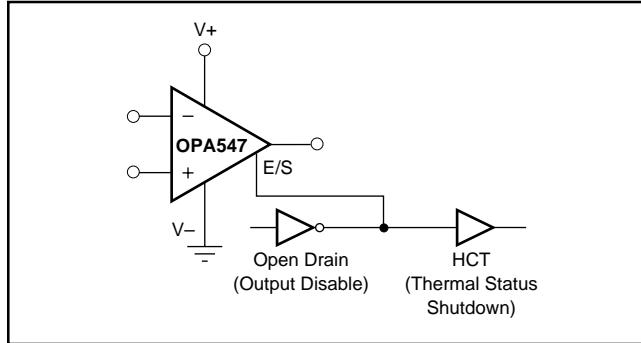 V+
−
OPA547
+
E/S
V–
Open Drain
(Output Disable)
HCT
(Thermal Status
Shutdown)